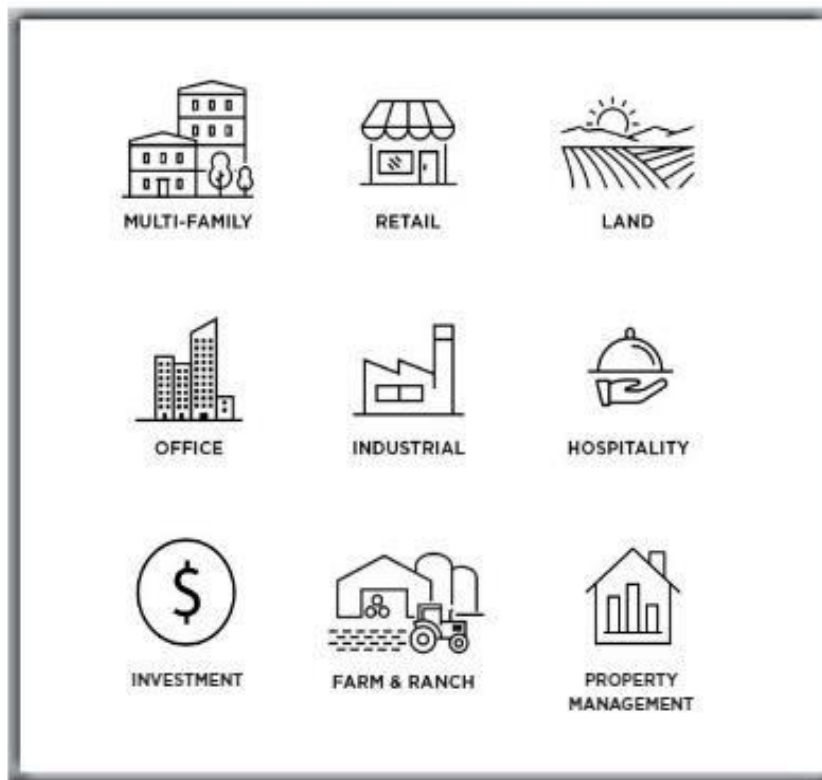 MULTI-FAMILY
RETAIL
LAND
OFFICE
INDUSTRIAL
HOSPITALITY
$
INVESTMENT
FARM & RANCH
PROPERTY
MANAGEMENT